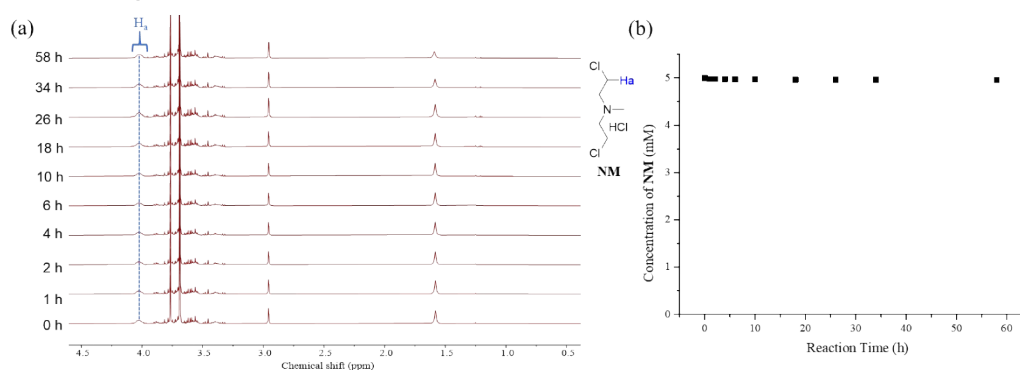 (a)
Ha
58 h
34 h
26 h
18 h
10 h
6 h
4 h
2 h
1 h
0 h
4.5 4.0 3.5 3.0 2.5 2.0 1.5 1.0 0.5
Chemical shift (ppm)
Cl
Ha
N
HCl
Cl
NM
(b)
Concentration of NM (mM)
6
5
4
3
2
1
0
0 10 20 30 40 50 60
Reaction Time (h)